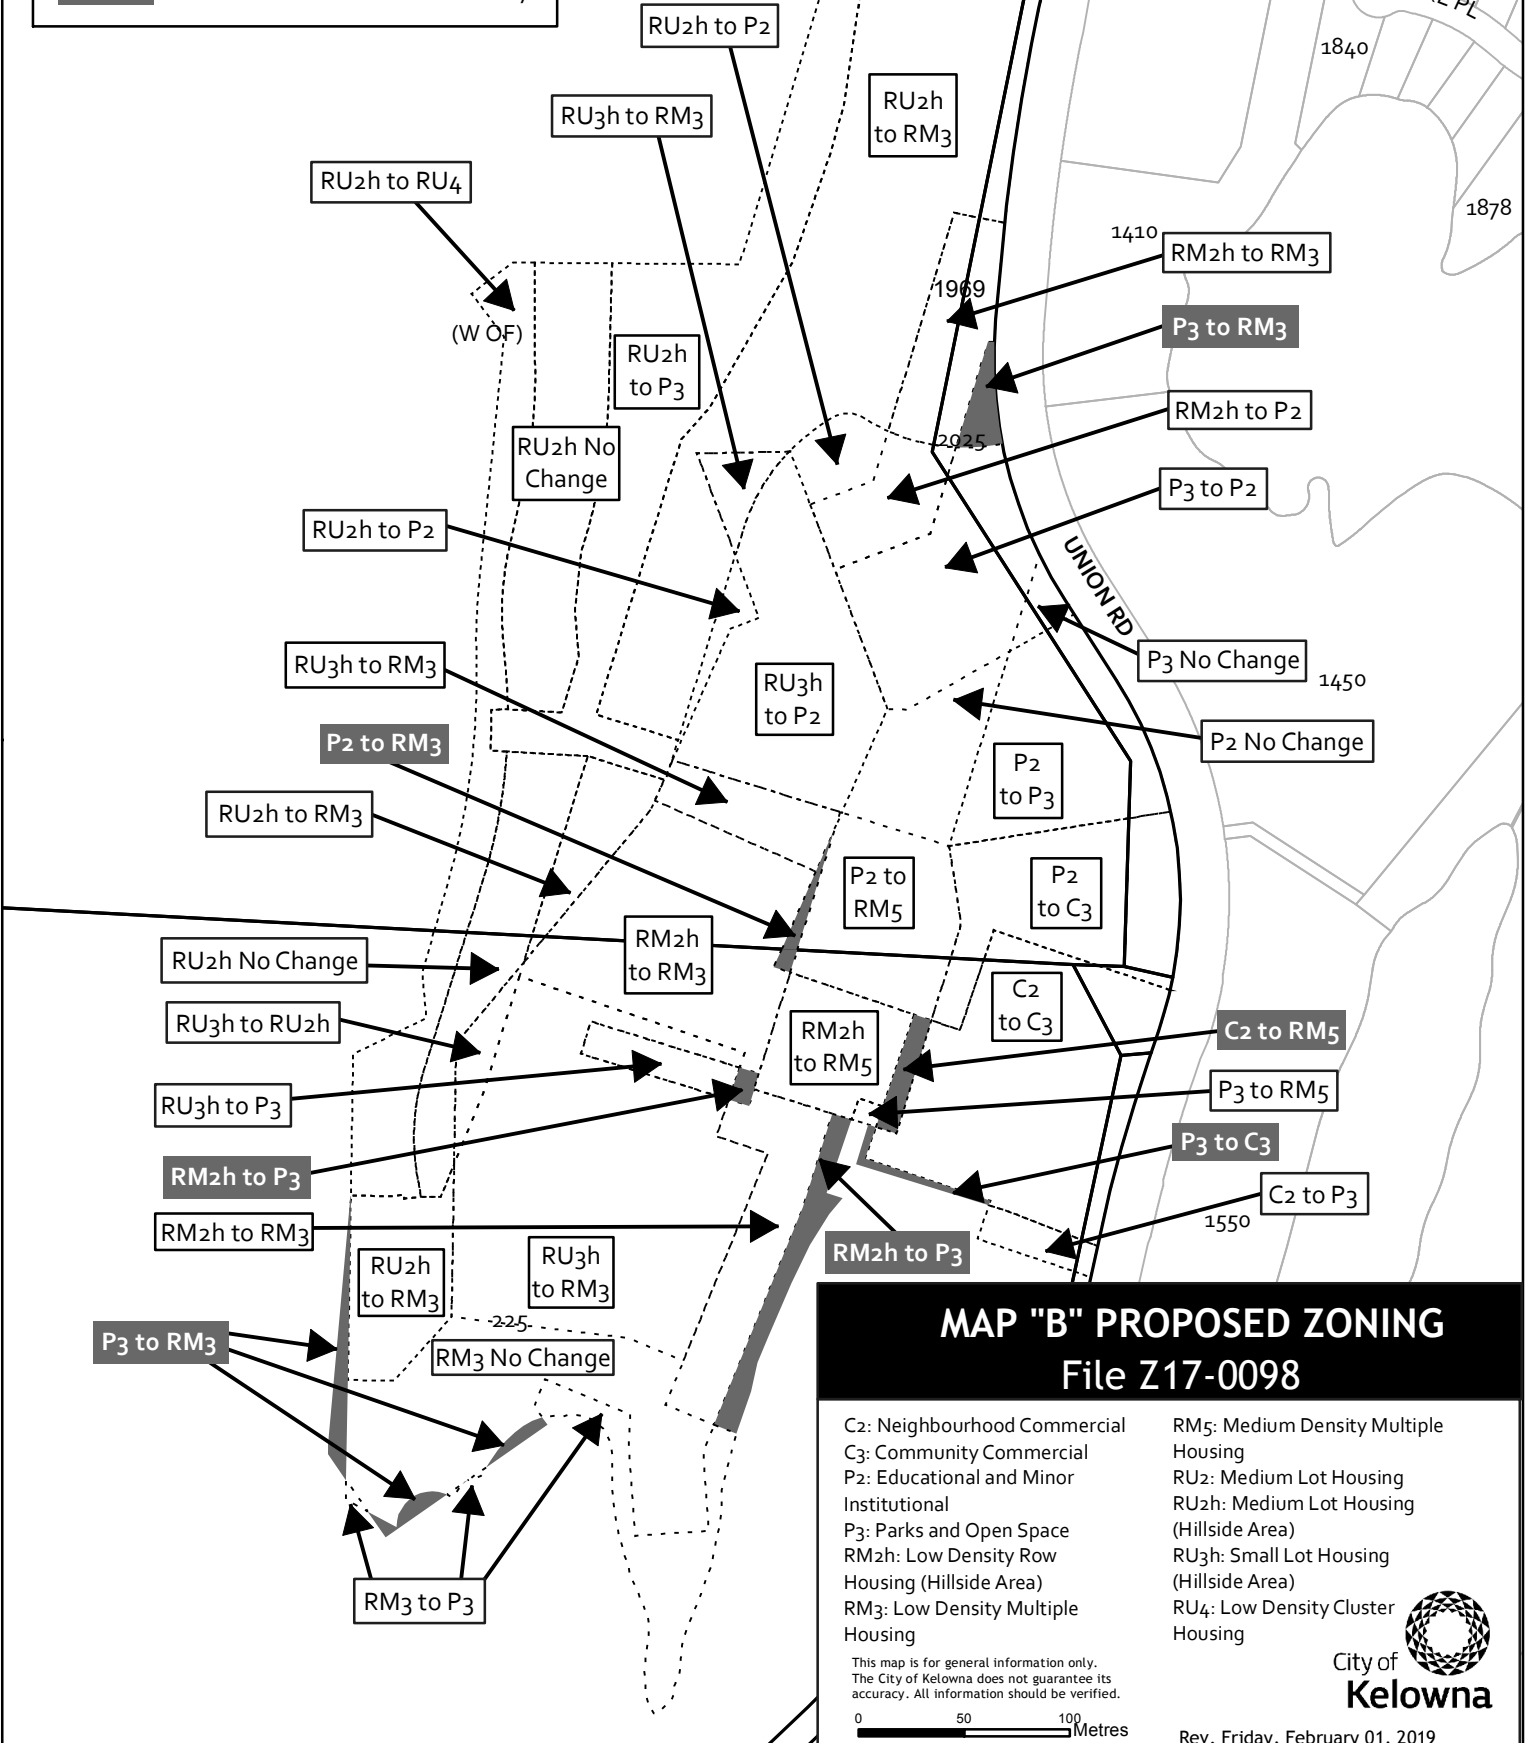 RU2h to P2
1840
RU2h
to RM3
RU3h to RM3
RU2h to RU4
1878
1410
RM2h to RM3
1969
P3 to RM3
(W OF)
RU2h
to P3
RM2h to P2
2025
RU2h No
Change
P3 to P2
RU2h to P2
UNION RD
RU3h to RM3
P3 No Change
1450
RU3h
to P2
P2 to RM3
P2 No Change
P2
to P3
RU2h to RM3
P2 to
RM5
P2
to C3
RM2h
to RM3
RU2h No Change
C2
to C3
RU3h to RU2h
RM2h
to RM5
C2 to RM5
RU3h to P3
P3 to RM5
P3 to C3
RM2h to P3
C2 to P3
1550
RM2h to RM3
RM2h to P3
RU2h
to RM3
RU3h
to RM3
225
P3 to RM3
RM3 No Change
RM3 to P3
MAP "B" PROPOSED ZONING
File Z17-0098
C2: Neighbourhood Commercial
C3: Community Commercial
P2: Educational and Minor
Institutional
P3: Parks and Open Space
RM2h: Low Density Row
Housing (Hillside Area)
RM3: Low Density Multiple
Housing
RM5: Medium Density Multiple
Housing
RU2: Medium Lot Housing
RU2h: Medium Lot Housing
(Hillside Area)
RU3h: Small Lot Housing
(Hillside Area)
RU4: Low Density Cluster
Housing
This map is for general information only.
The City of Kelowna does not guarantee its
accuracy. All information should be verified.
0 50 100 Metres
City of
Kelowna
Rev. Friday, February 01, 2019